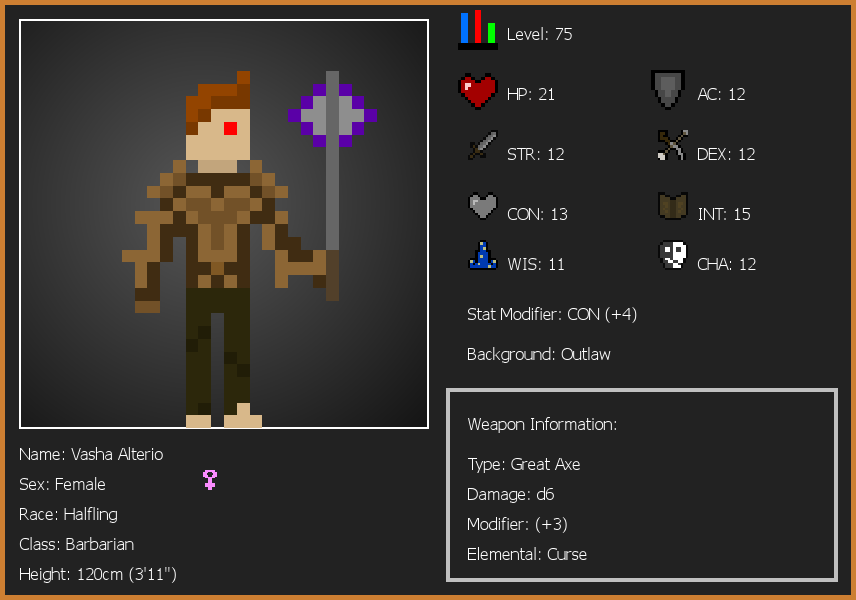 Level: 75
HP: 21
AC: 12
STR: 12
DEX: 12
CON: 13
INT: 15
WIS: 11
CHA: 12
Stat Modifier: CON (+4)
Background: Outlaw
Weapon Information:
Type: Great Axe
Damage: d6
Modifier: (+3)
Elemental: Curse
Name: Vasha Alterio
Sex: Female
Race: Halfling
Class: Barbarian
Height: 120cm (3'11")